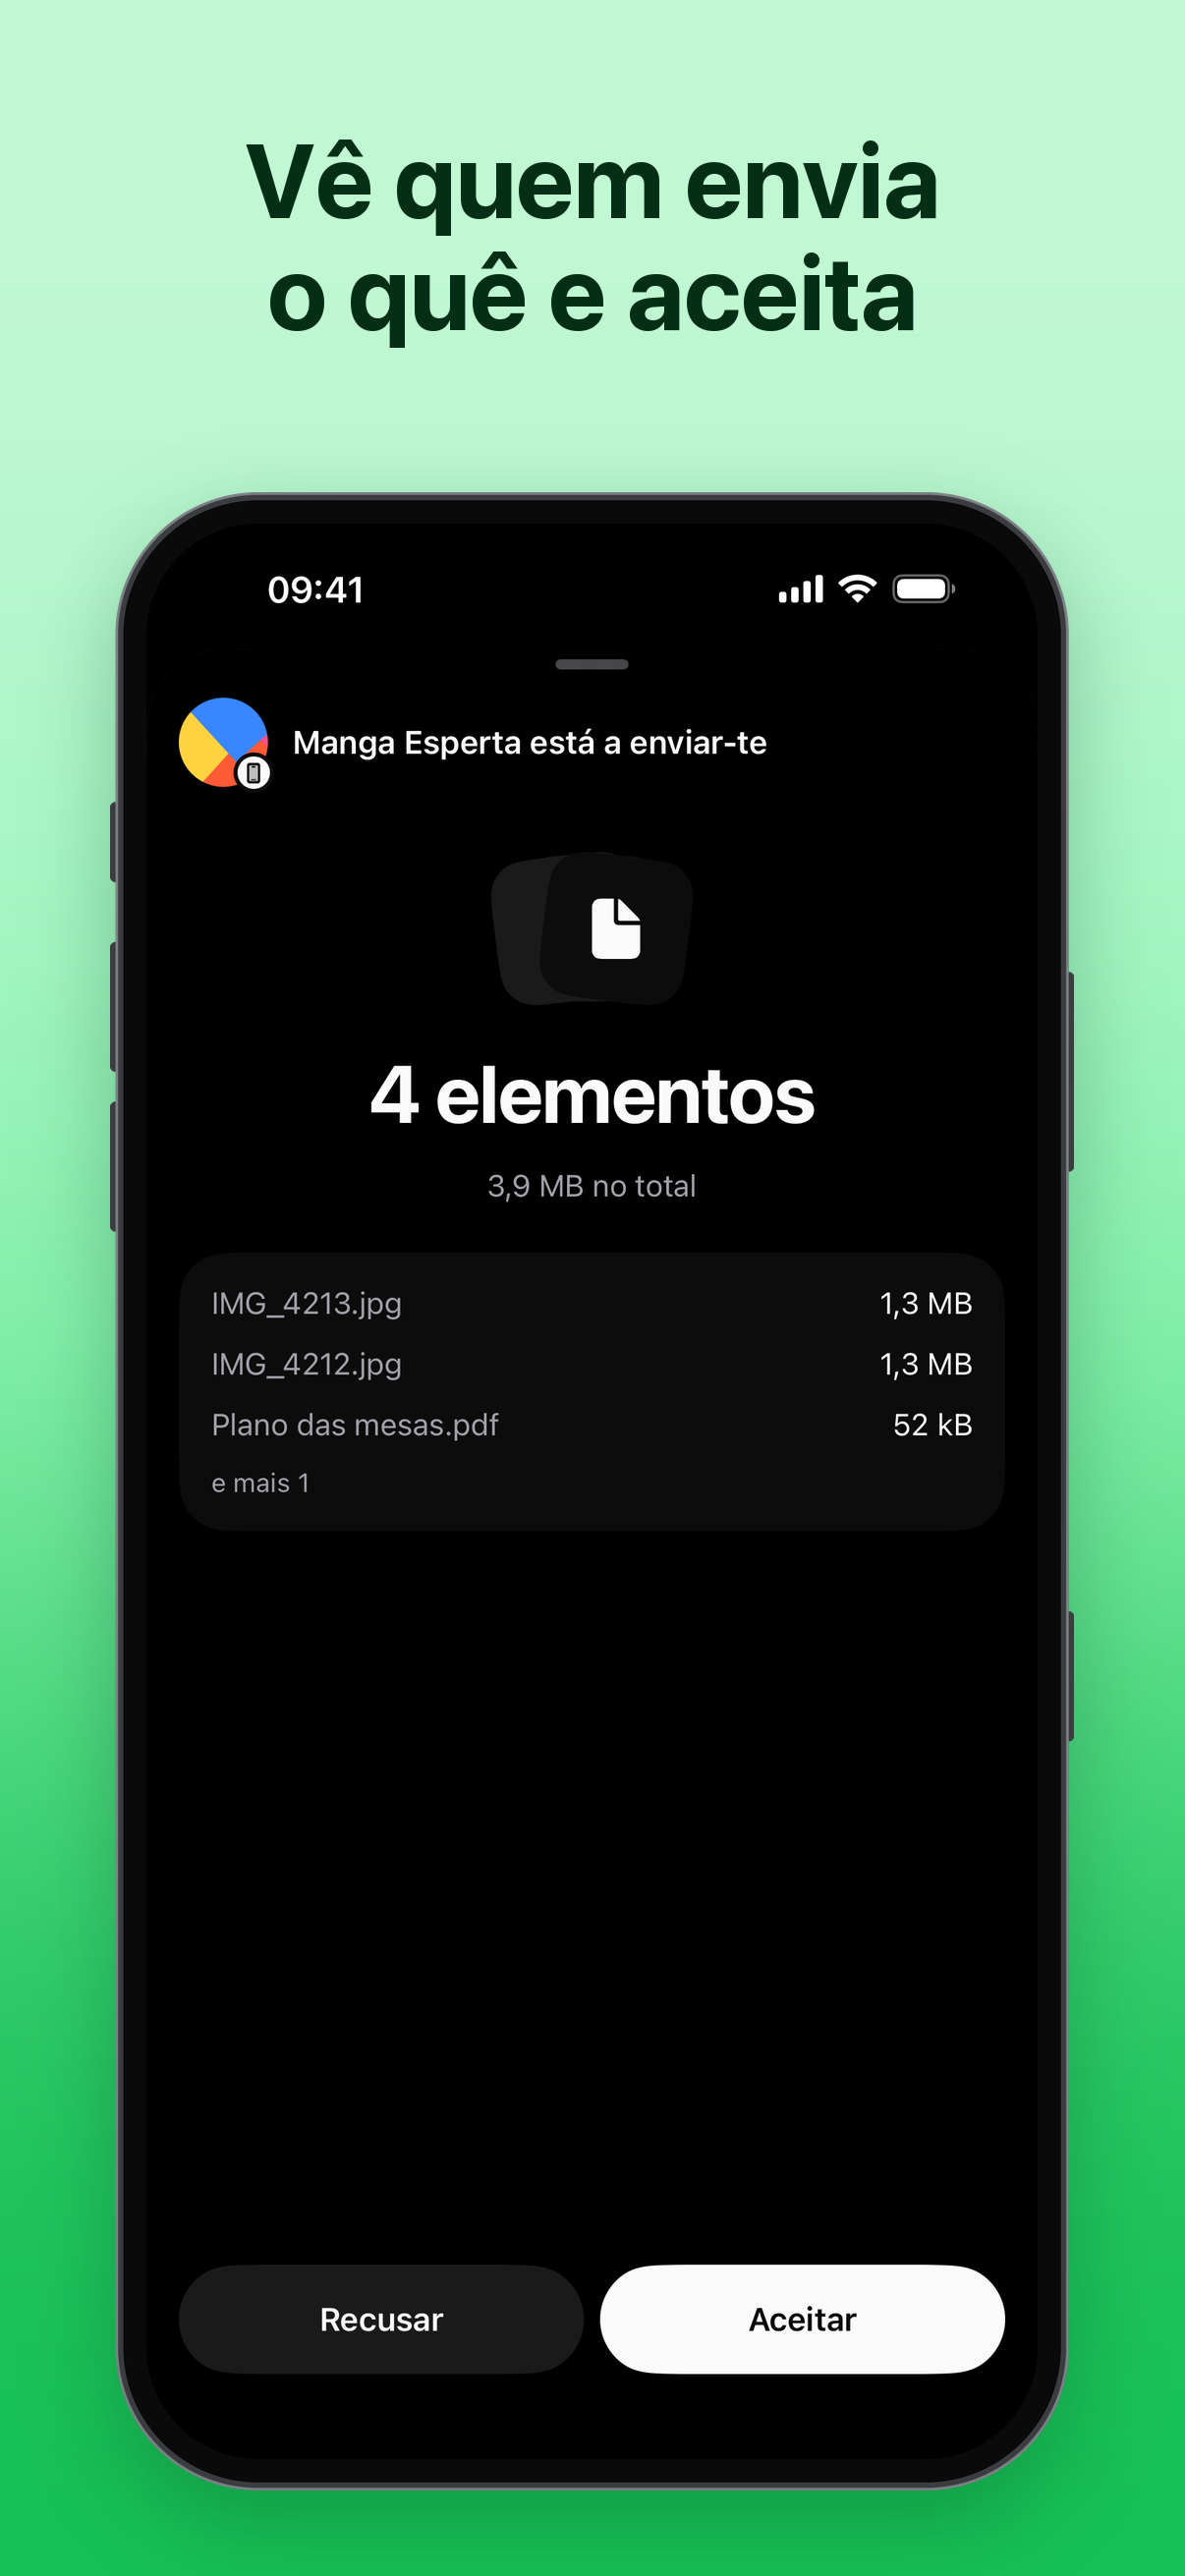 Vê quem envia
o quê e aceita
09:41
Manga Esperta está a enviar-te
4 elementos
3,9 MB no total
IMG_4213.jpg 1,3 MB
IMG_4212.jpg 1,3 MB
Plano das mesas.pdf 52 kB
e mais 1
Recusar Aceitar